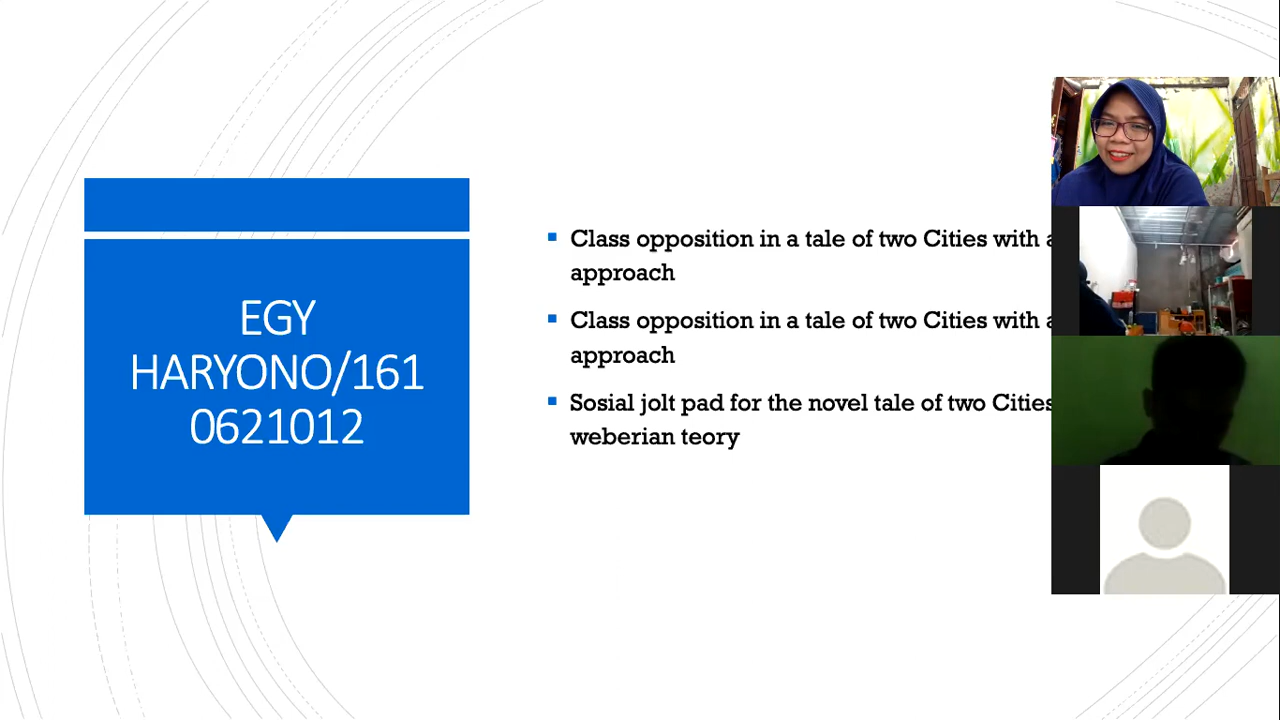 EGY
HARYONO/161
0621012
Class opposition in a tale of two Cities with
approach
Class opposition in a tale of two Cities with
approach
Sosial jolt pad for the novel tale of two Cities
weberian teory